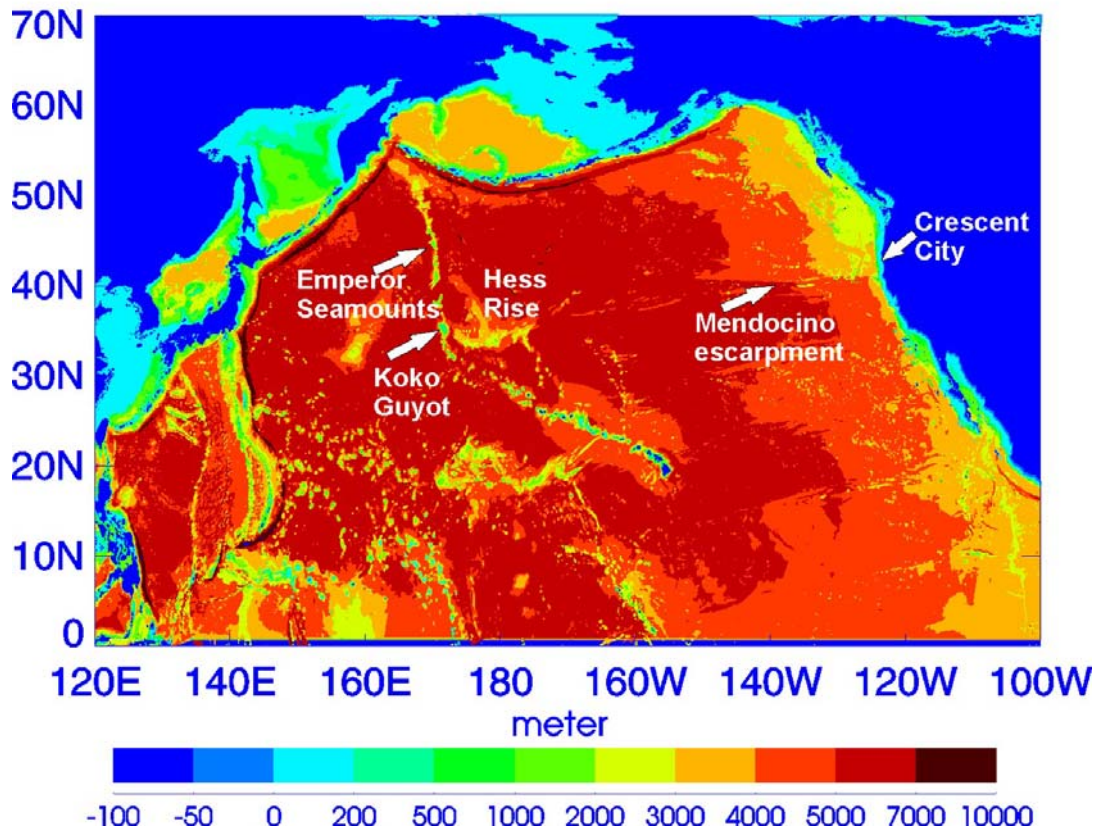 70N
60N
50N
40N
30N
20N
10N
0
Crescent
City
Emperor
Seamounts
Hess
Rise
Mendocino
escarpment
Koko
Guyot
120E 140E 160E 180 160W 140W 120W 100W
meter
-100 -50 0 200 500 1000 2000 3000 4000 5000 7000 10000